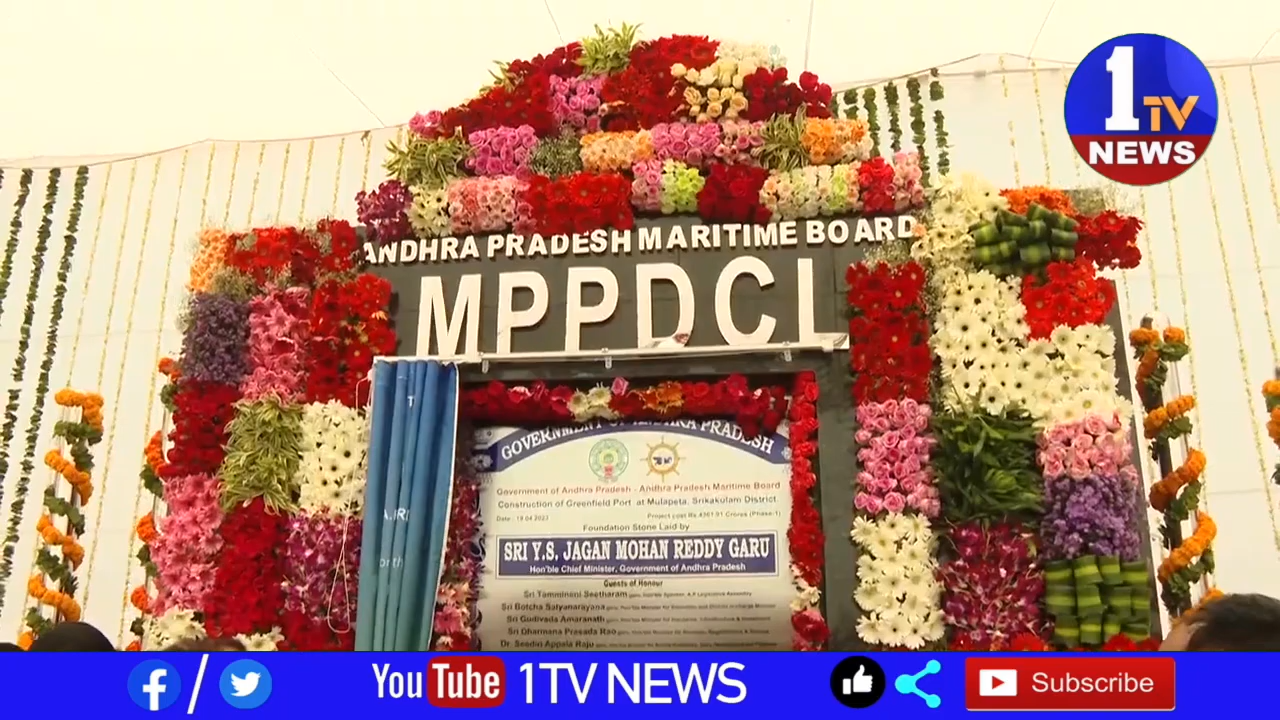 1
TV
NEWS
ANDHRA PRADESH MARITIME BOARD
MPPDCL
GOVERNMENT OF ANDHRA PRADESH
Government of Andhra Pradesh - Andhra Pradesh Maritime Board
Construction of Greenfield Port at Mulapeta, Srikakulam District.
Foundation Stone Laid by
SRI Y.S. JAGAN MOHAN REDDY GARU
Hon'ble Chief Minister, Government of Andhra Pradesh
Guests of Honour
Sri Tammineni Seetharam
Sri Botcha Satyanarayana
Sri Gudivada Amaranath
Sri Dharmana Prasada Rao
Dr. Seediri Appala Raju
YouTube 1TV NEWS
Subscribe